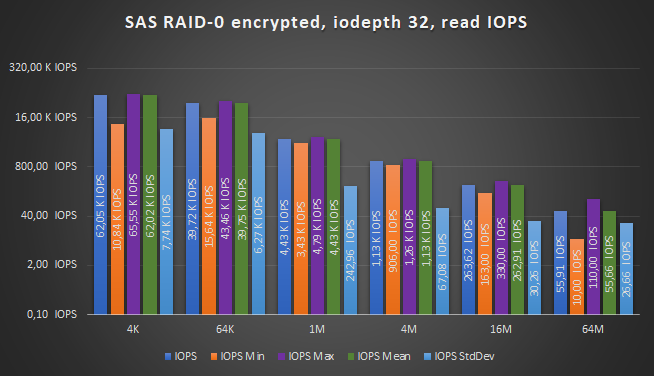 SAS RAID-0 encrypted, iodepth 32, read IOPS
320,00 K IOPS
16,00 K IOPS
800,00 IOPS
40,00 IOPS
2,00 IOPS
0,10 IOPS
62,05 K IOPS
10,84 K IOPS
65,55 K IOPS
62,02 K IOPS
7,74 K IOPS
39,72 K IOPS
15,64 K IOPS
43,46 K IOPS
39,75 K IOPS
6,27 K IOPS
4,43 K IOPS
3,43 K IOPS
4,79 K IOPS
4,43 K IOPS
242,96 IOPS
1,13 K IOPS
906,00 IOPS
1,26 K IOPS
1,13 K IOPS
67,08 IOPS
263,62 IOPS
163,00 IOPS
330,00 IOPS
262,91 IOPS
30,26 IOPS
55,91 IOPS
10,00 IOPS
110,00 IOPS
55,66 IOPS
26,66 IOPS
4K 64K 1M 4M 16M 64M
IOPS IOPS Min IOPS Max IOPS Mean IOPS StdDev